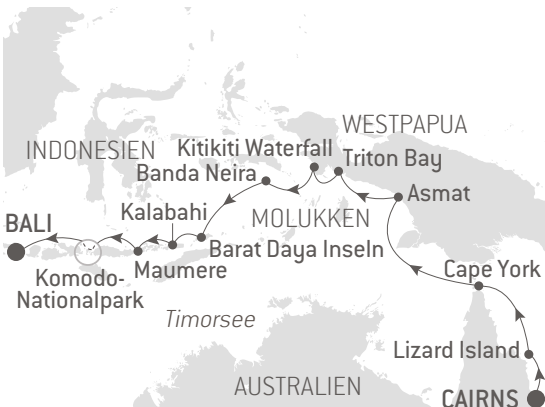 WESTPAPUA
INDONESIEN
Kitikiti Waterfall
Triton Bay
Banda Neira
Asmat
Kalabahi
MOLUKKEN
BALI
Barat Daya Inseln
Komodo-
Nationalpark
Maumere
Cape York
Timorsee
Lizard Island
AUSTRALIEN
CAIRNS